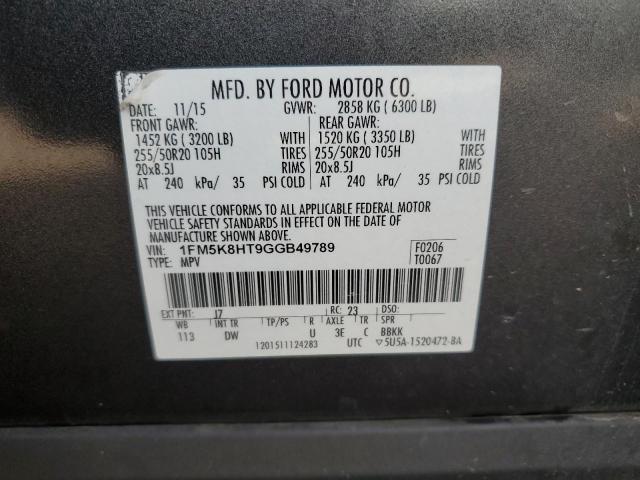 MFD. BY FORD MOTOR CO.
DATE: 11/15 GVWR: 2858 KG ( 6300 LB)
FRONT GAWR: REAR GAWR:
1452 KG ( 3200 LB) WITH 1520 KG ( 3350 LB) WITH
255/50R20 105H TIRES 255/50R20 105H TIRES
20x8.5J RIMS 20x8.5J RIMS
AT 240 kPa/ 35 PSI COLD AT 240 kPa/ 35 PSI COLD
THIS VEHICLE CONFORMS TO ALL APPLICABLE FEDERAL MOTOR
VEHICLE SAFETY STANDARDS IN EFFECT ON THE DATE OF
MANUFACTURE SHOWN ABOVE.
VIN: 1FM5K8HT9GGB49789 F0206
TYPE: MPV T0067
EXT PNT: J7 RC: 23 DSO:
WB INT TR TP/PS R AXLE TR SPR
113 DW U 3E C BBKK
1201511124283 UTC ▽5U5A-1520472-BA